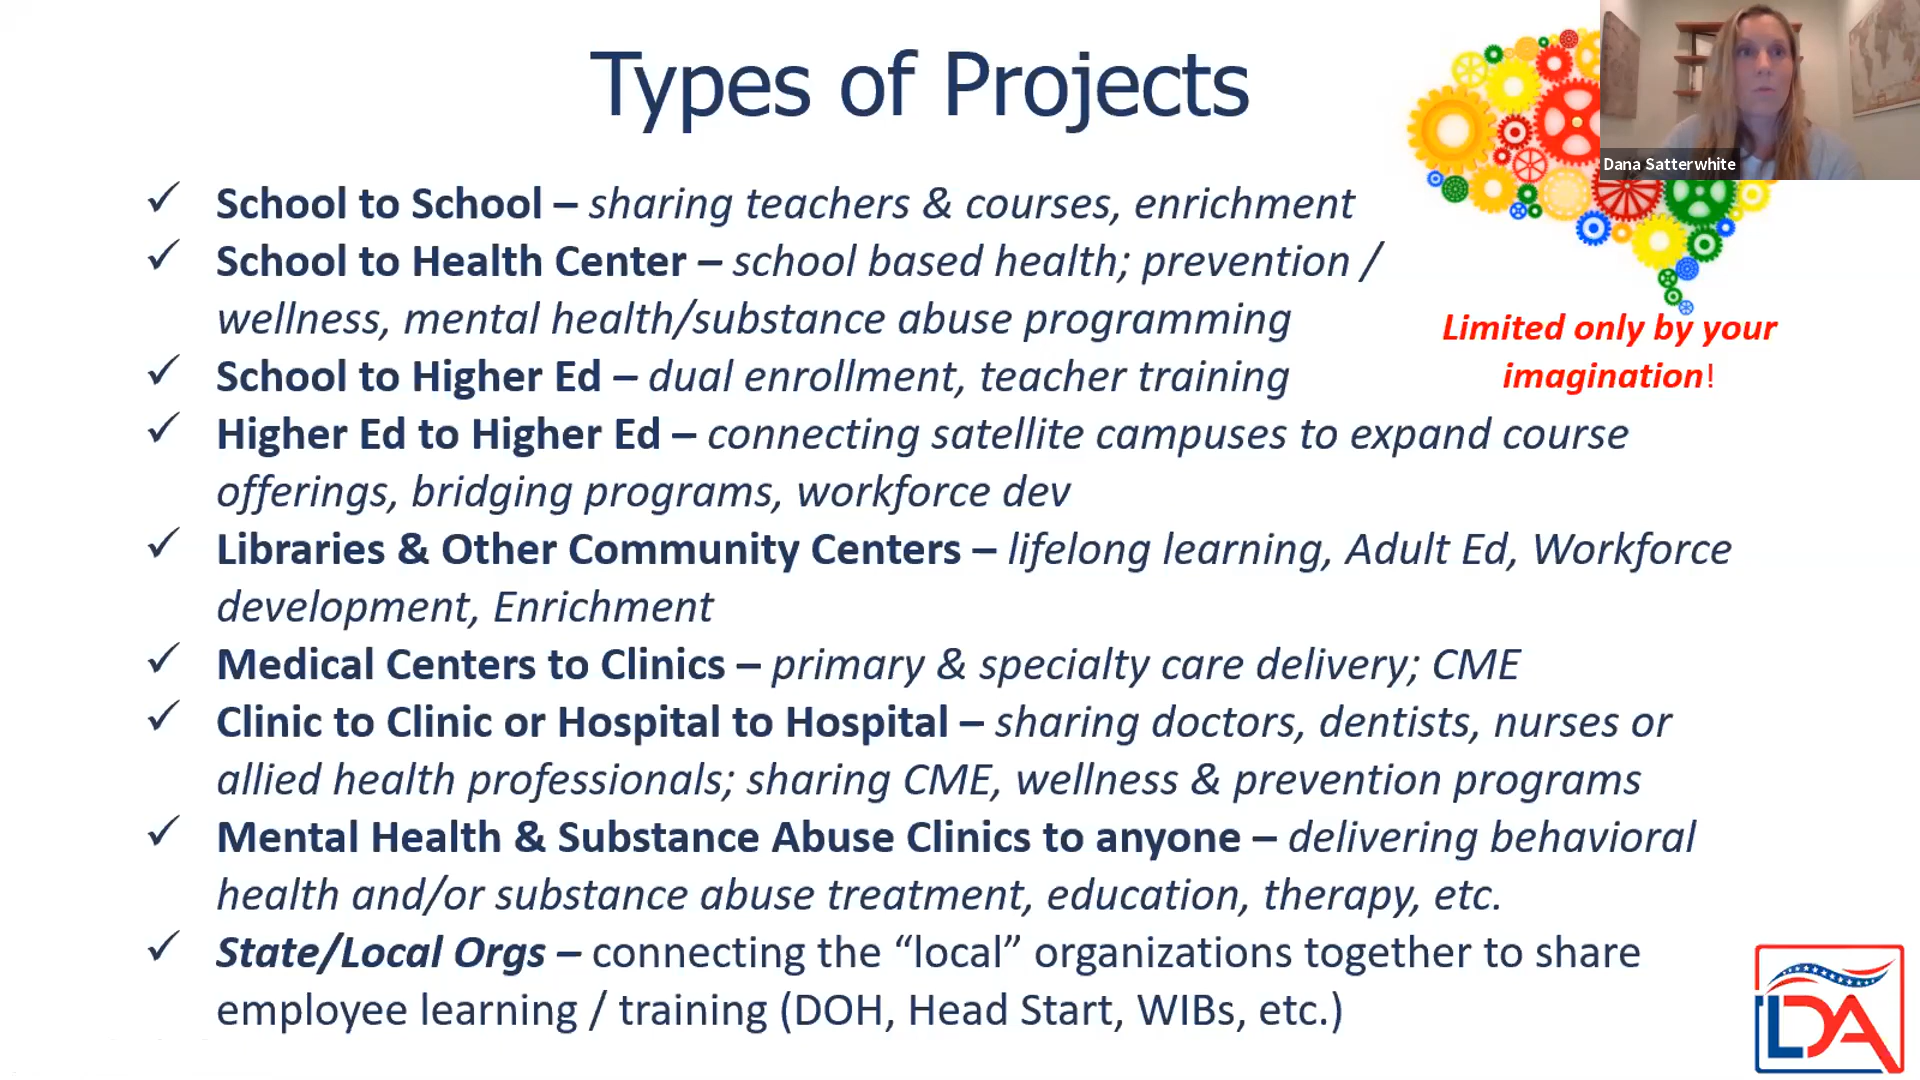 Types of Projects
Dana Satterwhite
✓ School to School – sharing teachers & courses, enrichment
✓ School to Health Center – school based health; prevention /
wellness, mental health/substance abuse programming
Limited only by your
imagination!
✓ School to Higher Ed – dual enrollment, teacher training
✓ Higher Ed to Higher Ed – connecting satellite campuses to expand course
offerings, bridging programs, workforce dev
✓ Libraries & Other Community Centers – lifelong learning, Adult Ed, Workforce
development, Enrichment
✓ Medical Centers to Clinics – primary & specialty care delivery; CME
✓ Clinic to Clinic or Hospital to Hospital – sharing doctors, dentists, nurses or
allied health professionals; sharing CME, wellness & prevention programs
✓ Mental Health & Substance Abuse Clinics to anyone – delivering behavioral
health and/or substance abuse treatment, education, therapy, etc.
✓ State/Local Orgs – connecting the “local” organizations together to share
employee learning / training (DOH, Head Start, WIBs, etc.)
LDA